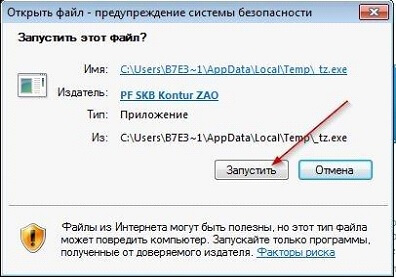 Открыть файл - предупреждение системы безопасности
Запустить этот файл?
Имя: C:\Users\B7E3~1\AppData\Local\Temp\_tz.exe
Издатель: PF SKB Kontur ZAO
Тип: Приложение
Из: C:\Users\B7E3~1\AppData\Local\Temp\_tz.exe
Запустить Отмена
Файлы из Интернета могут быть полезны, но этот тип файла
может повредить компьютер. Запускайте только программы,
полученные от доверяемого издателя. Факторы риска